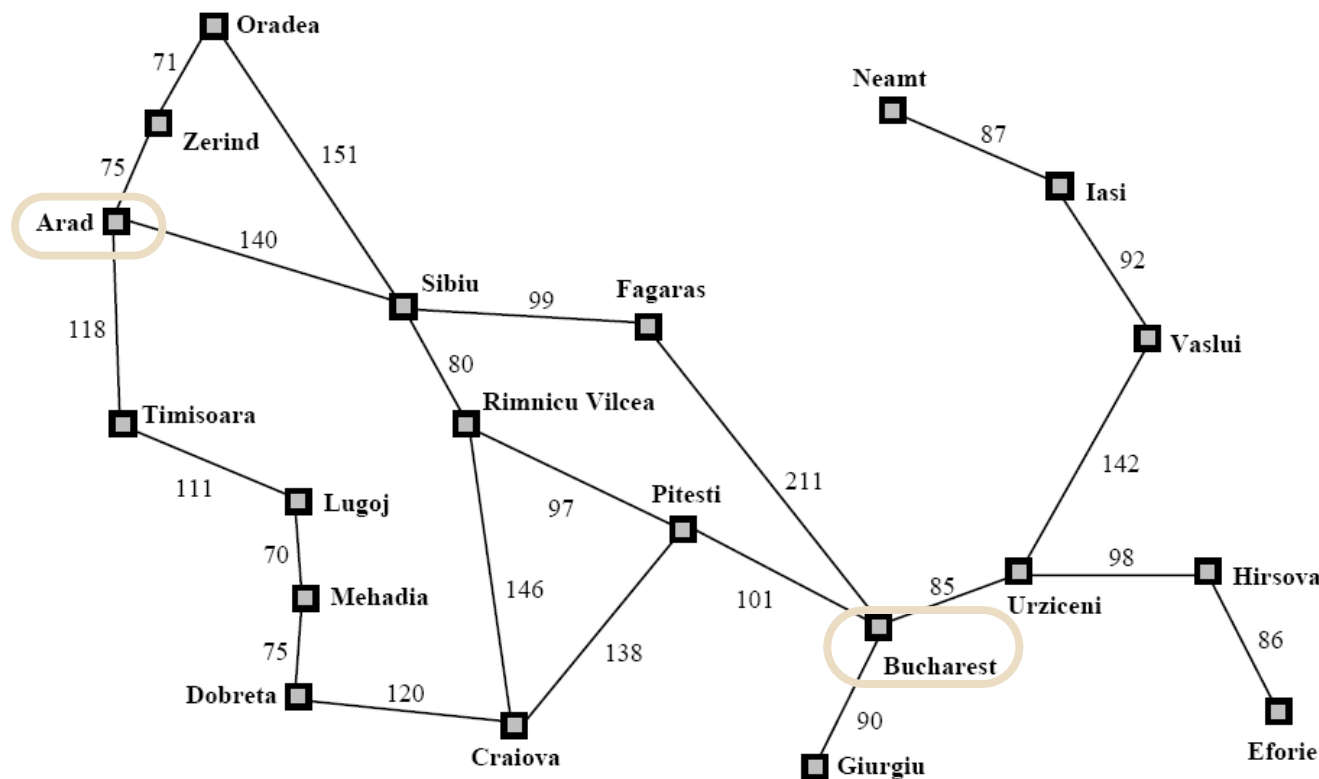 Oradea
71
Neamt
87
Zerind
151
75
Iasi
Arad
140
92
Sibiu
Fagaras
99
118
Vaslui
80
Rimnicu Vilcea
Timisoara
142
211
111
Lugoj
97
Pitesti
70
98
Hirsova
146
101
85
Mehadia
Urziceni
138
86
75
Bucharest
Dobreta
120
90
Craiova
Eforie
Giurgiu